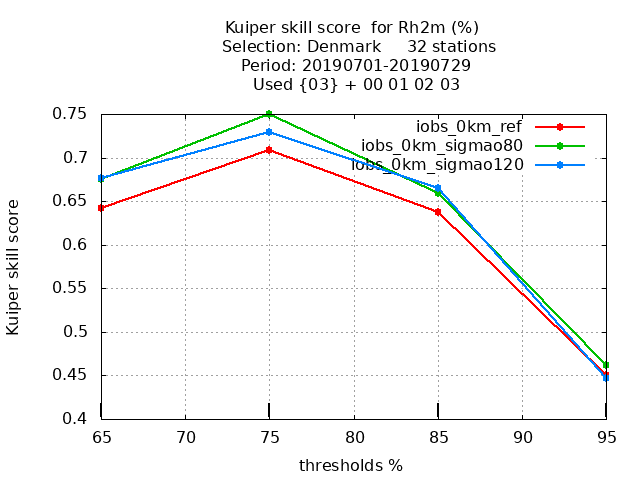 Kuiper skill score  for Rh2m (%)
Selection: Denmark     32 stations
Period: 20190701-20190729
Used {03} + 00 01 02 03
iobs_0km_ref
iobs_0km_sigmao80
iobs_0km_sigmao120
Kuiper skill score
0.75
0.7
0.65
0.6
0.55
0.5
0.45
0.4
65 70 75 80 85 90 95
thresholds %